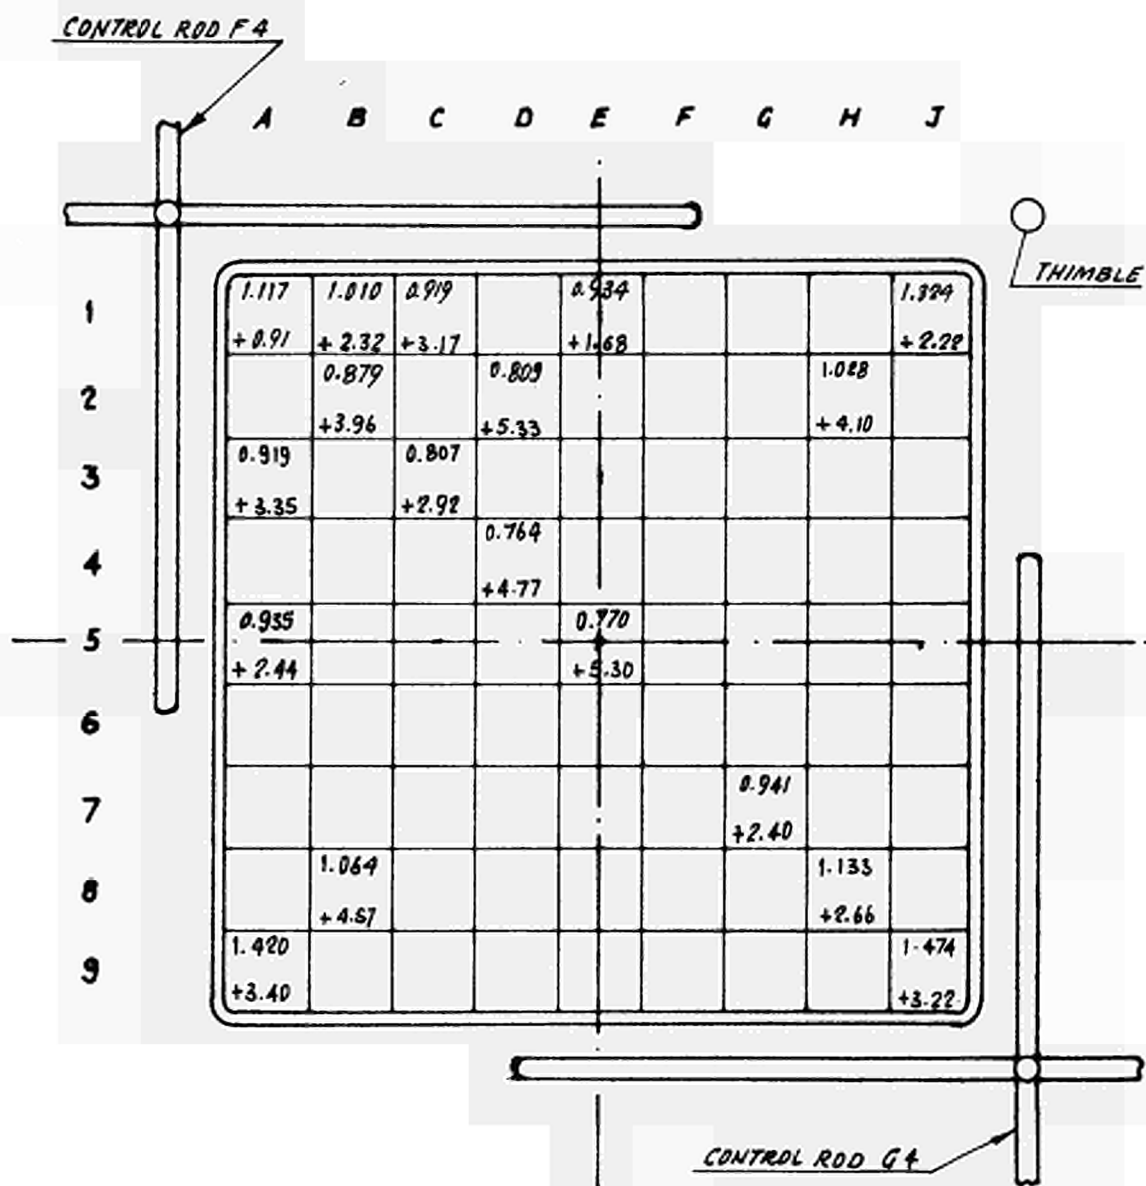 CONTROL ROD F4
A B C D E F G H J
THIMBLE
1
1.117 1.010 0.919 0.934 1.324
+0.91 +2.32 +3.17 +1.68 +2.22
2
0.879 0.809 1.028
+3.96 +5.33 +4.10
3
0.919 0.807
+3.35 +2.92
4
0.764
+4.77
5
0.935 0.770
+2.44 +5.30
6
7
0.941
+2.40
8
1.064 1.133
+4.67 +2.66
9
1.420 1.474
+3.40 +3.22
CONTROL ROD G4